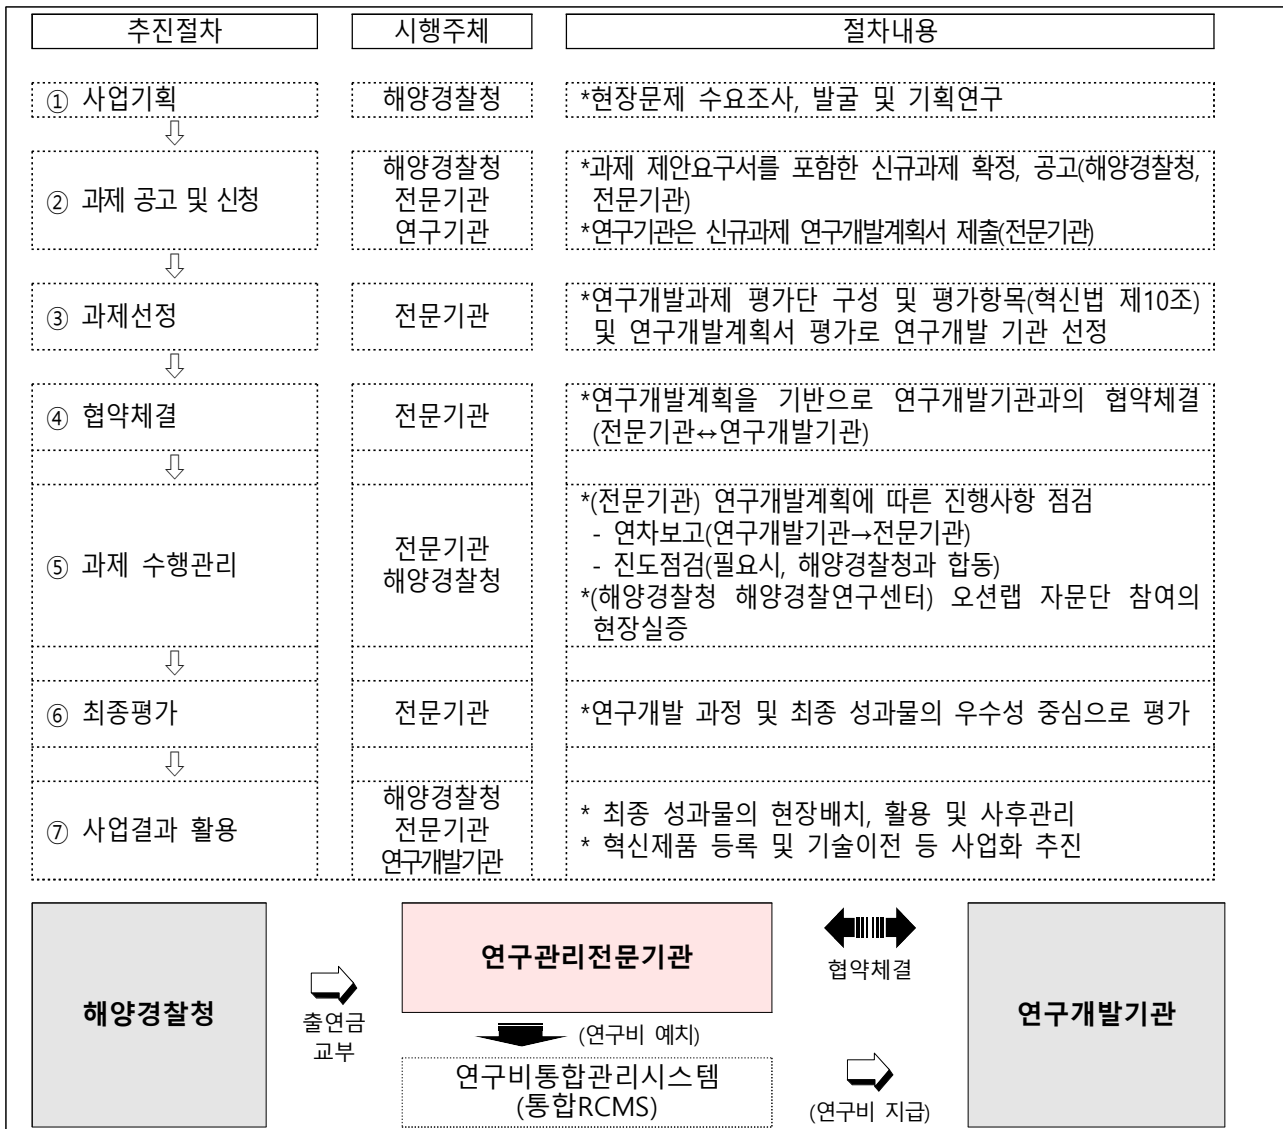 추진절차
시행주체
절차내용
① 사업기획
해양경찰청
*현장문제 수요조사, 발굴 및 기획연구
② 과제 공고 및 신청
해양경찰청
전문기관
연구기관
*과제 제안요구서를 포함한 신규과제 확정, 공고(해양경찰청,
전문기관)
*연구기관은 신규과제 연구개발계획서 제출(전문기관)
③ 과제선정
전문기관
*연구개발과제 평가단 구성 및 평가항목(혁신법 제10조)
및 연구개발계획서 평가로 연구개발 기관 선정
④ 협약체결
전문기관
*연구개발계획을 기반으로 연구개발기관과의 협약체결
(전문기관↔연구개발기관)
⑤ 과제 수행관리
전문기관
해양경찰청
*(전문기관) 연구개발계획에 따른 진행사항 점검
- 연차보고(연구개발기관→전문기관)
- 진도점검(필요시, 해양경찰청과 합동)
*(해양경찰청 해양경찰연구센터) 오션랩 자문단 참여의
현장실증
⑥ 최종평가
전문기관
*연구개발 과정 및 최종 성과물의 우수성 중심으로 평가
⑦ 사업결과 활용
해양경찰청
전문기관
연구개발기관
* 최종 성과물의 현장배치, 활용 및 사후관리
* 혁신제품 등록 및 기술이전 등 사업화 추진
해양경찰청
출연금
교부
연구관리전문기관
(연구비 예치)
연구비통합관리시스템
(통합RCMS)
협약체결
(연구비 지급)
연구개발기관